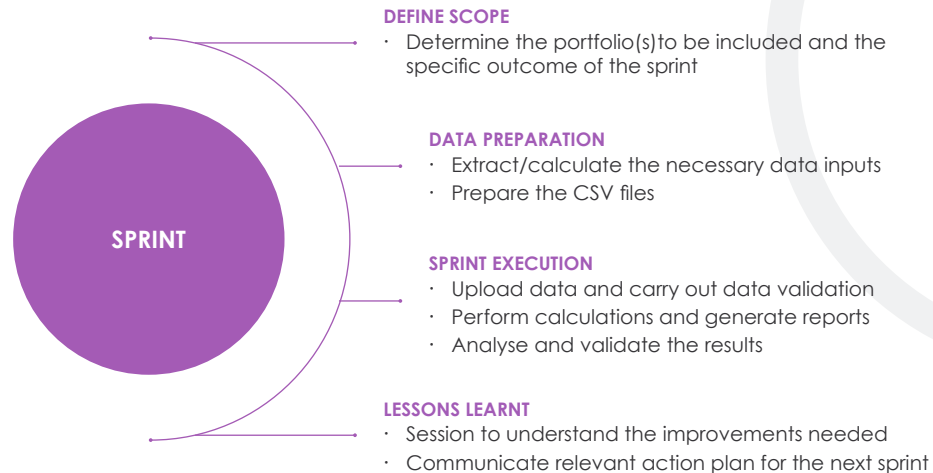 DEFINE SCOPE
· Determine the portfolio(s)to be included and the
specific outcome of the sprint
DATA PREPARATION
· Extract/calculate the necessary data inputs
· Prepare the CSV files
SPRINT
SPRINT EXECUTION
· Upload data and carry out data validation
· Perform calculations and generate reports
· Analyse and validate the results
LESSONS LEARNT
· Session to understand the improvements needed
· Communicate relevant action plan for the next sprint